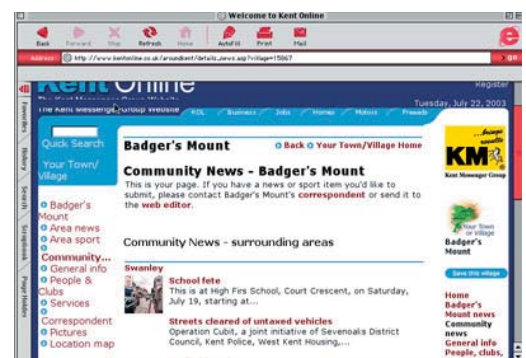 Welcome to Kent Online
Back Forward Stop Refresh Home AutoFill Print Mail
Address: http://www.kentonline.co.uk/aroundkent/details_news.asp?village=15867 go
Favorites
History
Search
Scrapbook
Page Holder
Kent Online
Register
The Kent Messenger Group Website
Tuesday, July 22, 2003
The Kent Messenger Group Website KOL Business Jobs Homes Motors Friends
Quick Search
Your Town/
Village
Badger's
Mount
Area news
Area sport
Community...
General info
People &
Clubs
Services
Correspondent
Pictures
Location map
Badger's Mount
Back Your Town/Village Home
Community News - Badger's Mount
This is your page. If you have a news or sport item you'd like to
submit, please contact Badger's Mount's correspondent or send it to
the web editor.
Community News - surrounding areas
Swanley
School fete
This is at High Firs School, Court Crescent, on Saturday,
July 19, starting at...
Streets cleared of untaxed vehicles
Operation Cubit, a joint initiative of Sevenoaks District
Council, Kent Police, West Kent Housing,...
...brings
results
KM
Kent Messenger Group
Your Town
or Village
Badger's
Mount
Save this village
Home
Badger's
Mount news
Community
news
General info
People, clubs,